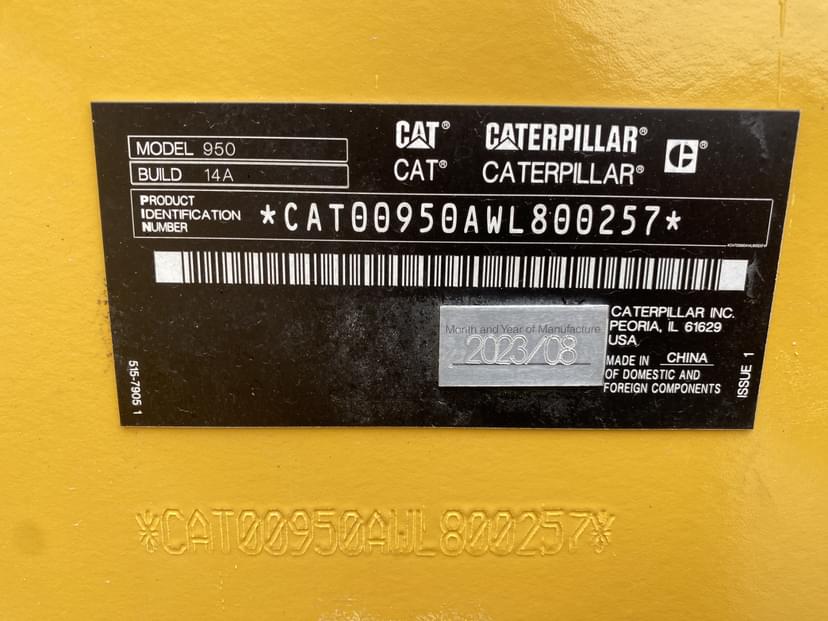 MODEL 950
BUILD 14A
CAT® CATERPILLAR® C®
CAT® CATERPILLAR®
PRODUCT
IDENTIFICATION
NUMBER
*CAT00950AWL800257*
Month and Year of Manufacture
2023/08
CATERPILLAR INC.
PEORIA, IL 61629
USA
MADE IN CHINA
OF DOMESTIC AND
FOREIGN COMPONENTS
515-7905 1
ISSUE 1
*CAT00950AWL800257*